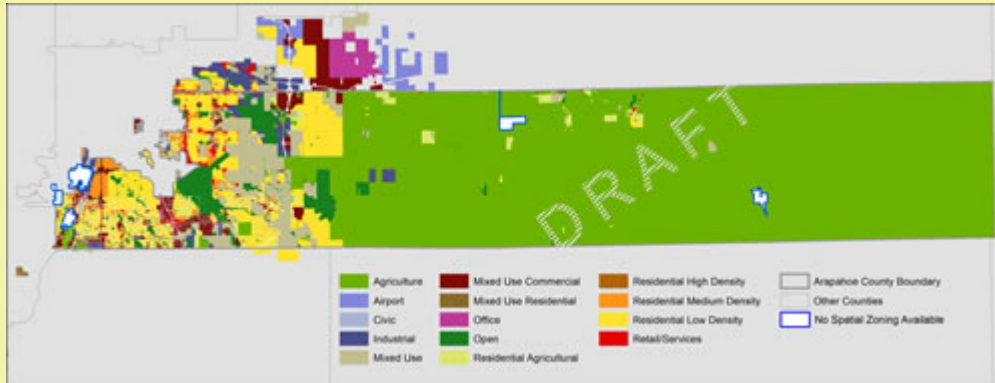 DRAFT
Agriculture
Airport
Civic
Industrial
Mixed Use
Mixed Use Commercial
Mixed Use Residential
Office
Open
Residential Agricultural
Residential High Density
Residential Medium Density
Residential Low Density
Retail/Services
Arapahoe County Boundary
Other Counties
No Spatial Zoning Available